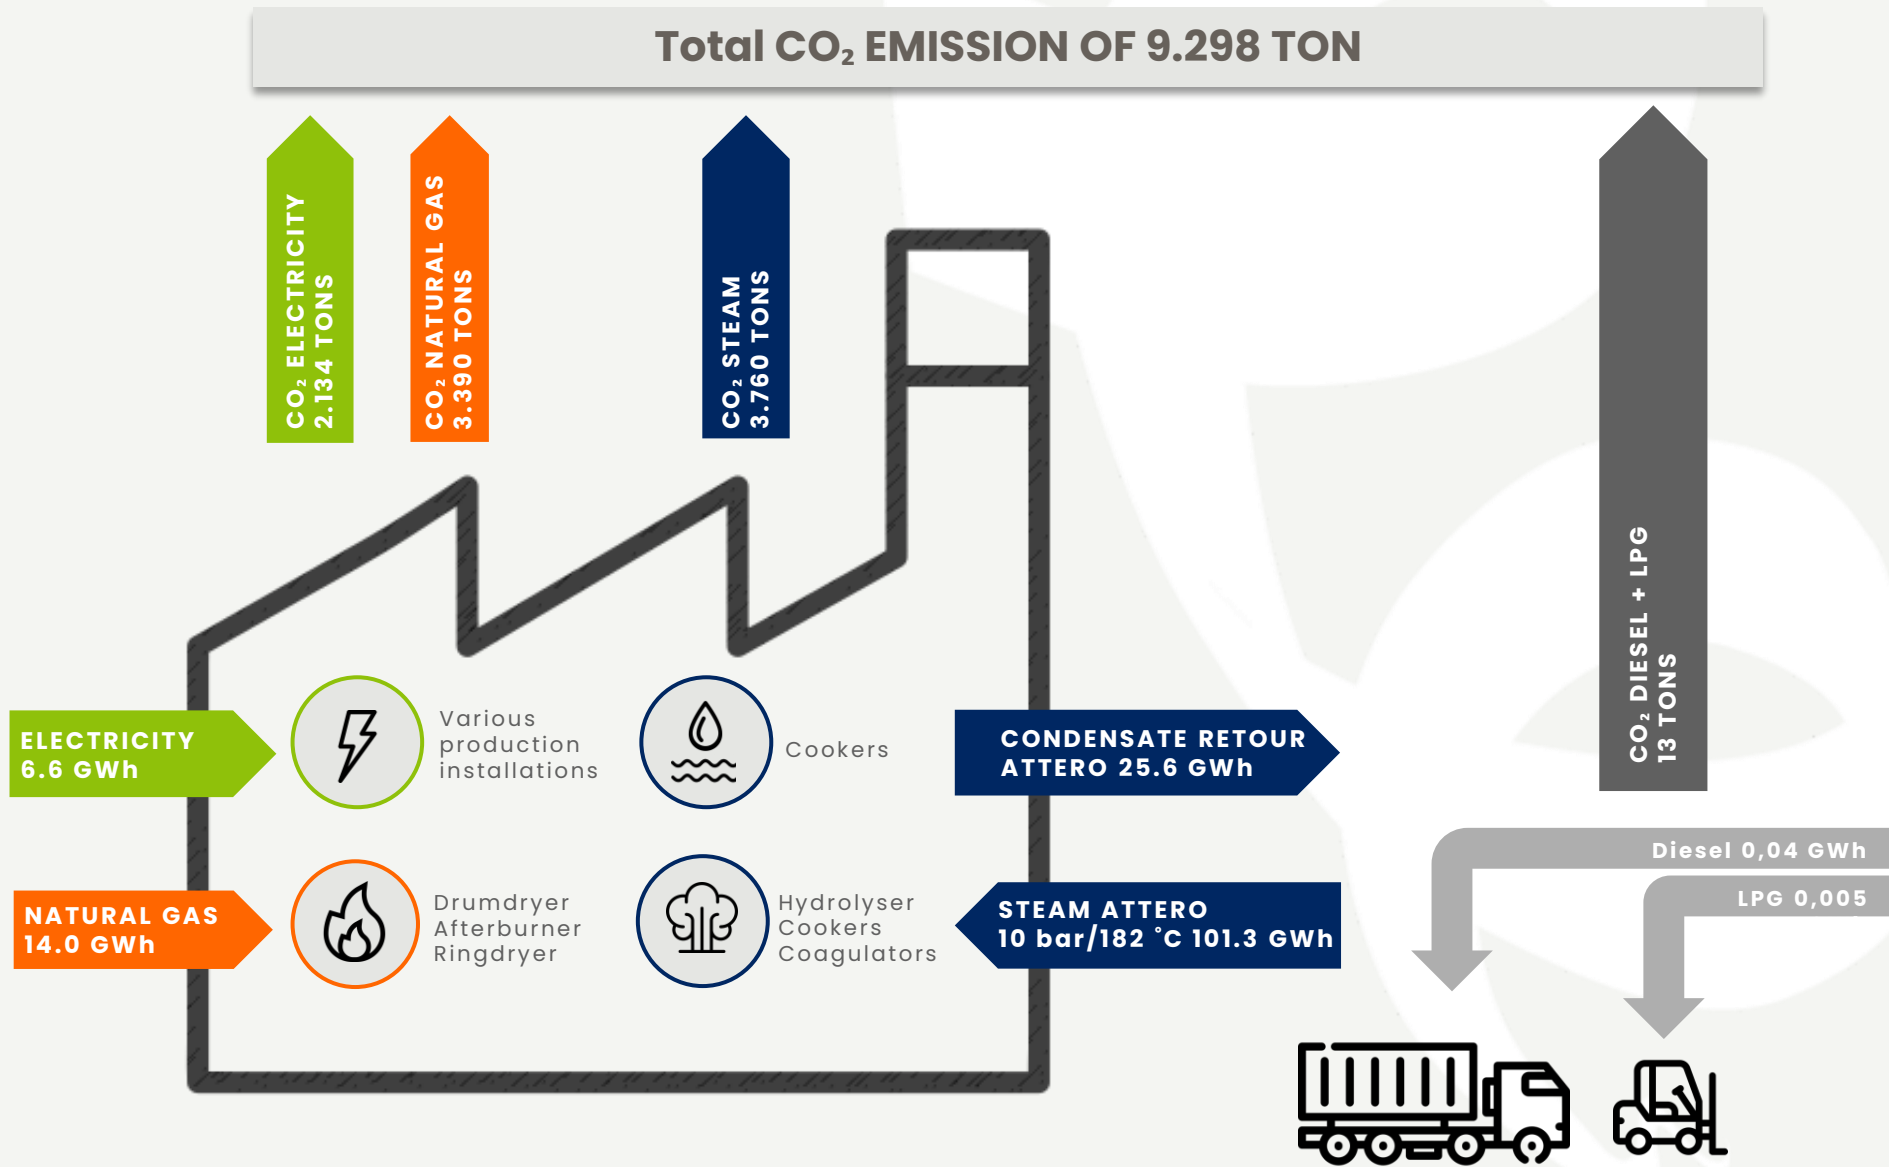 Total CO₂ EMISSION OF 9.298 TON
CO₂ ELECTRICITY
2.134 TONS
CO₂ NATURAL GAS
3.390 TONS
CO₂ STEAM
3.760 TONS
CO₂ DIESEL + LPG
13 TONS
ELECTRICITY
6.6 GWh
Various
production
installations
Cookers
CONDENSATE RETOUR
ATTERO 25.6 GWh
Diesel 0,04 GWh
LPG 0,005
NATURAL GAS
14.0 GWh
Drumdryer
Afterburner
Ringdryer
Hydrolyser
Cookers
Coagulators
STEAM ATTERO
10 bar/182 °C 101.3 GWh